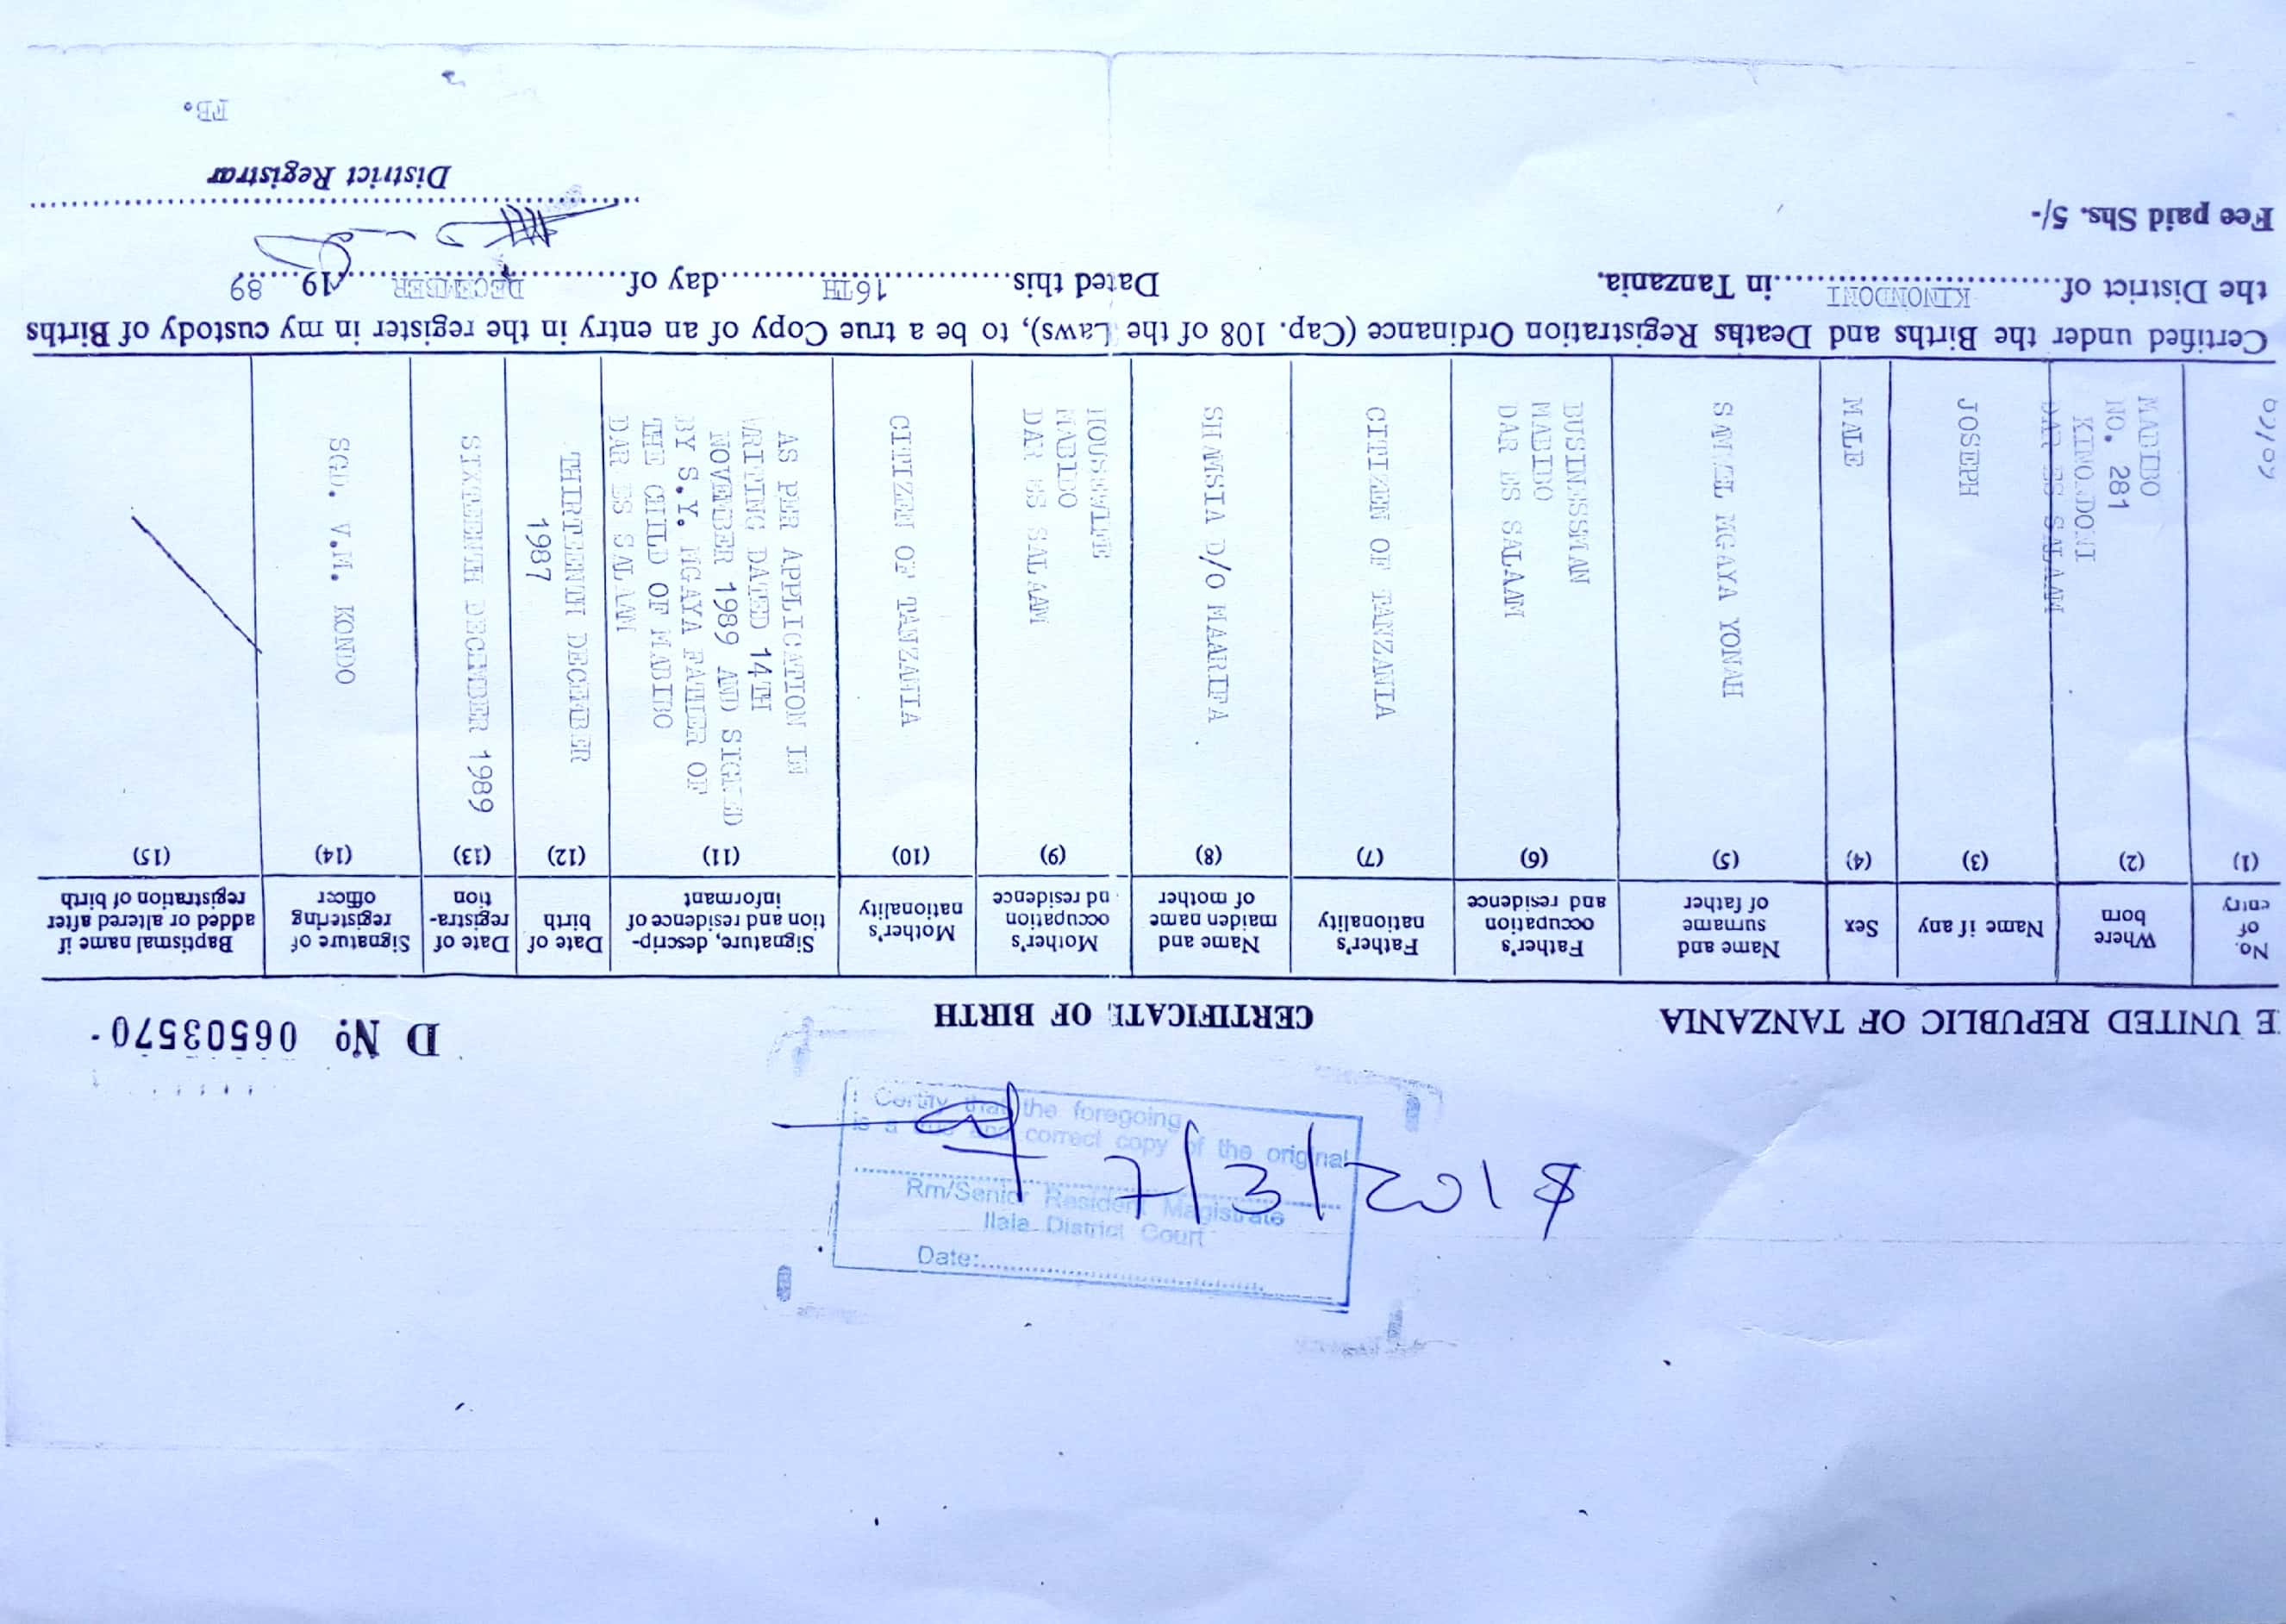 E UNITED REPUBLIC OF TANZANIA
CERTIFICATE OF BIRTH
D Nº 06503570
No. of entry
Where born
Name if any
Sex
Name and surname of father
Father's occupation and residence
Father's nationality
Name and maiden name of mother
Mother's occupation nd residence
Mother's nationality
Signature, descrip-tion and residence of informant
Date of birth
Date of registra-tion
Signature of registering officer
Baptismal name if added or altered after registration of birth
(1) (2) (3) (4) (5) (6) (7) (8) (9) (10) (11) (12) (13) (14) (15)
MABIBO
NO. 281
KINONDONI
DAR ES SALAAM
JOSEPH
MALE
MGAYA YONAH
BUSINESSMAN
MABIBO
DAR ES SALAAM
CITIZEN OF TANZANIA
SHAMSIA D/O
HOUSEWIFE
MABIBO
DAR ES SALAAM
CITIZEN OF TANZANIA
AS PER APPLICATION IN
WRITING DATED 14TH
NOVEMBER 1989 AND SIGNED
BY S.Y. MGAYA FATHER OF
THE CHILD OF MABIBO
DAR ES SALAAM
THIRTEENTH DECEMBER
1987
SIXTEENTH DECEMBER 1989
SGD. V.M. KONDO
Certified under the Births and Deaths Registration Ordinance (Cap. 108 of the Laws), to be a true Copy of an entry in the register in my custody of Births
the District of KINONDONI in Tanzania. Dated this 16TH day of DECEMBER 19 89
Fee paid Shs. 5/-
District Registrar
FB.
I Certify that the foregoing
is a true and correct copy of the original
Rm/Senior Resident Magistrate
Ilala District Court
Date:
7/3/2018